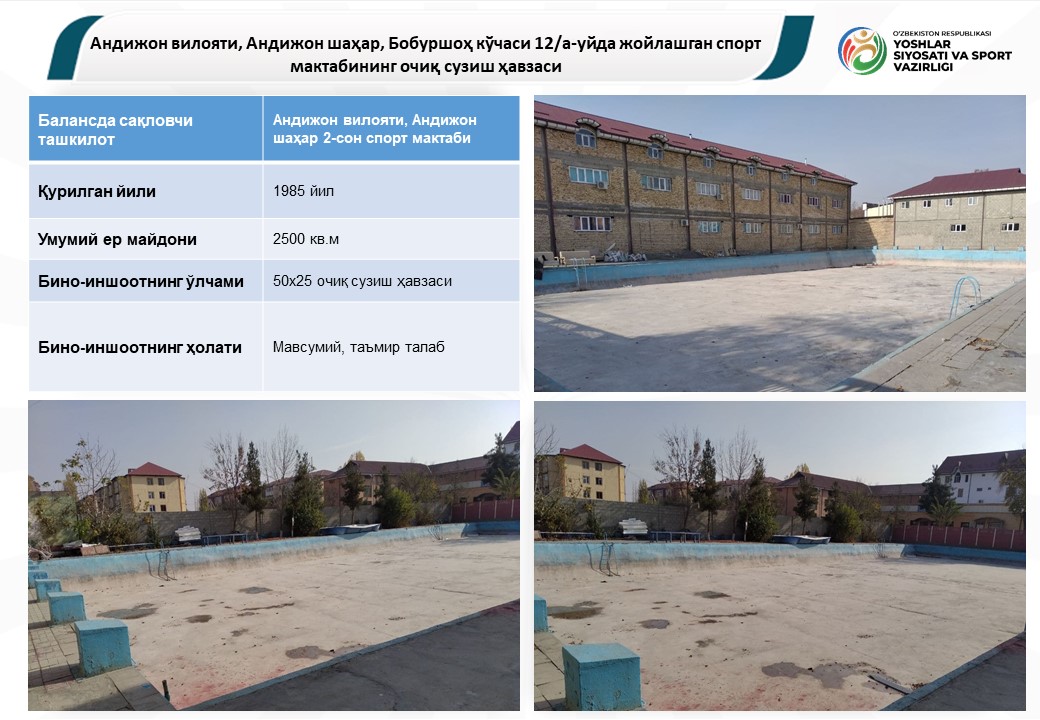 Андижон вилояти, Андижон шаҳар, Бобуршоҳ кўчаси 12/а-уйда жойлашган спорт
мактабининг очиқ сузиш ҳавзаси
O'ZBEKISTON RESPUBLIKASI
YOSHLAR
SIYOSATI VA SPORT
VAZIRLIGI
Балансда сақловчи
ташкилот
Андижон вилояти, Андижон
шаҳар 2-сон спорт мактаби
Қурилган йили
1985 йил
Умумий ер майдони
2500 кв.м
Бино-иншоотнинг ўлчами
50x25 очиқ сузиш ҳавзаси
Бино-иншоотнинг ҳолати
Мавсумий, таъмир талаб